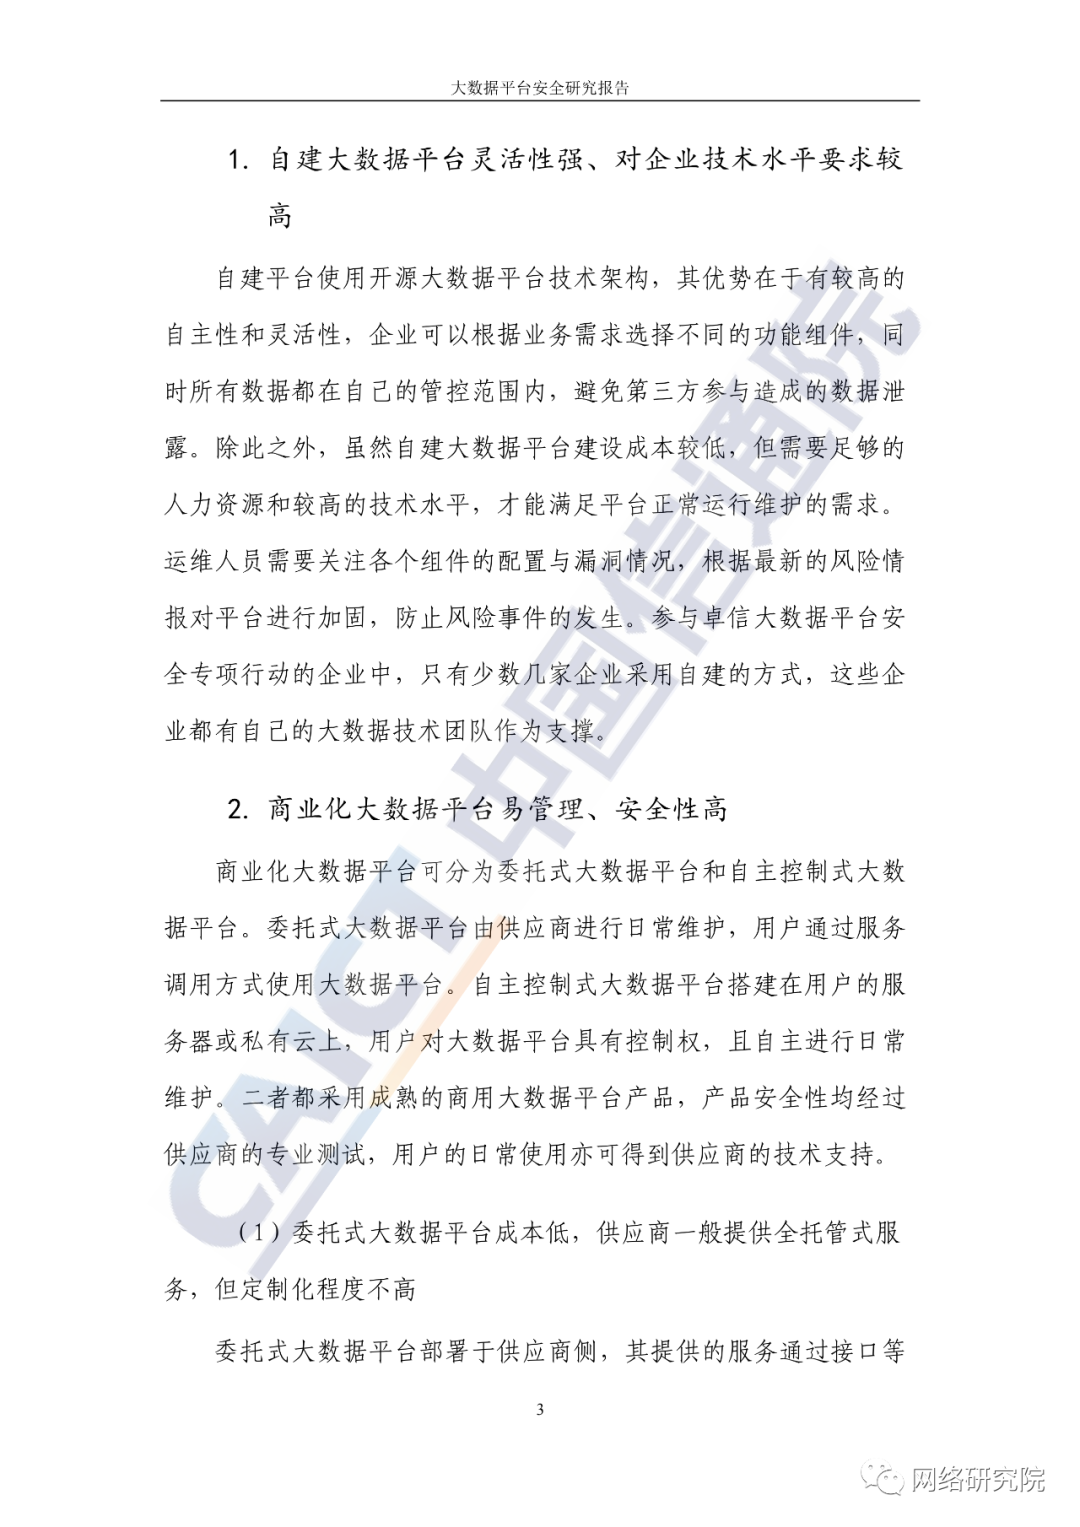 大数据平台安全研究报告
1. 自建大数据平台灵活性强、对企业技术水平要求较
高
自建平台使用开源大数据平台技术架构，其优势在于有较高的
自主性和灵活性，企业可以根据业务需求选择不同的功能组件，同
时所有数据都在自己的管控范围内，避免第三方参与造成的数据泄
露。除此之外，虽然自建大数据平台建设成本较低，但需要足够的
人力资源和较高的技术水平，才能满足平台正常运行维护的需求。
运维人员需要关注各个组件的配置与漏洞情况，根据最新的风险情
报对平台进行加固，防止风险事件的发生。参与卓信大数据平台安
全专项行动的企业中，只有少数几家企业采用自建的方式，这些企
业都有自己的大数据技术团队作为支撑。
2. 商业化大数据平台易管理、安全性高
商业化大数据平台可分为委托式大数据平台和自主控制式大数
据平台。委托式大数据平台由供应商进行日常维护，用户通过服务
调用方式使用大数据平台。自主控制式大数据平台搭建在用户的服
务器或私有云上，用户对大数据平台具有控制权，且自主进行日常
维护。二者都采用成熟的商用大数据平台产品，产品安全性均经过
供应商的专业测试，用户的日常使用亦可得到供应商的技术支持。
（1）委托式大数据平台成本低，供应商一般提供全托管式服
务，但定制化程度不高
委托式大数据平台部署于供应商侧，其提供的服务通过接口等
3
CAICT 中国信通院
网络研究院